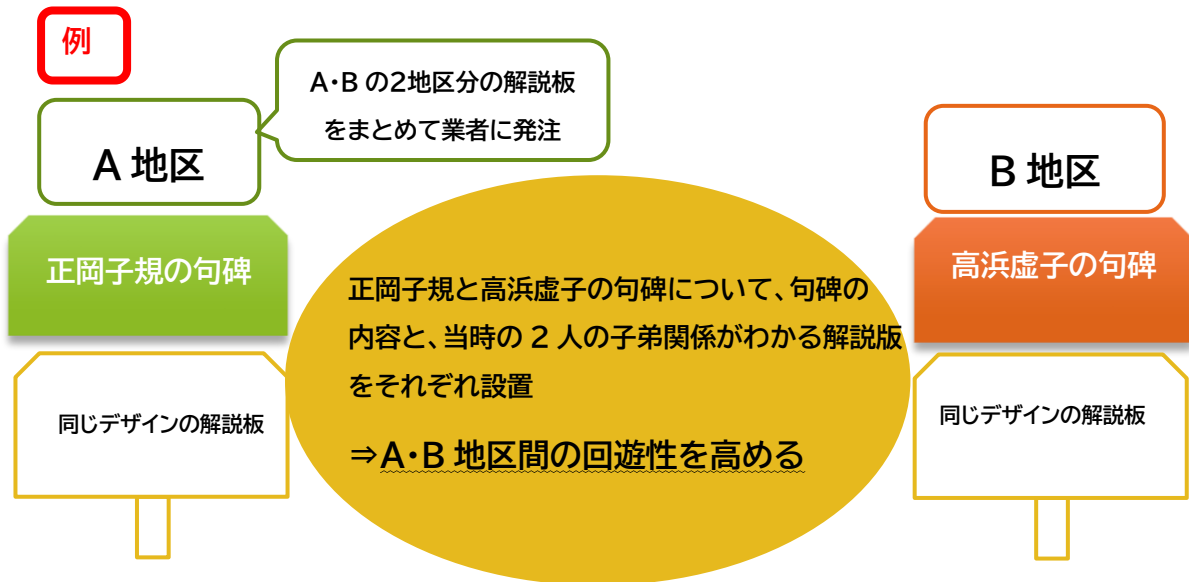 例
A・Bの2地区分の解説板
をまとめて業者に発注
A 地区
B 地区
正岡子規の句碑
高浜虚子の句碑
正岡子規と高浜虚子の句碑について、句碑の
内容と、当時の 2 人の子弟関係がわかる解説版
をそれぞれ設置
⇒A・B 地区間の回遊性を高める
同じデザインの解説板
同じデザインの解説板